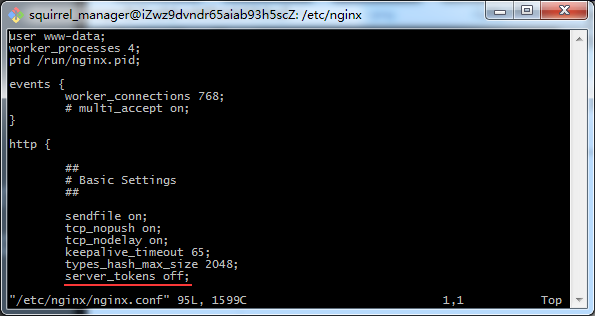 squirrel_manager@iZwz9dvndr65aiab93h5scZ: /etc/nginx
user www-data;
worker_processes 4;
pid /run/nginx.pid;
events {
worker_connections 768;
# multi_accept on;
}
http {
##
# Basic Settings
##
sendfile on;
tcp_nopush on;
tcp_nodelay on;
keepalive_timeout 65;
types_hash_max_size 2048;
server_tokens off;
"/etc/nginx/nginx.conf" 95L, 1599C 1,1 Top